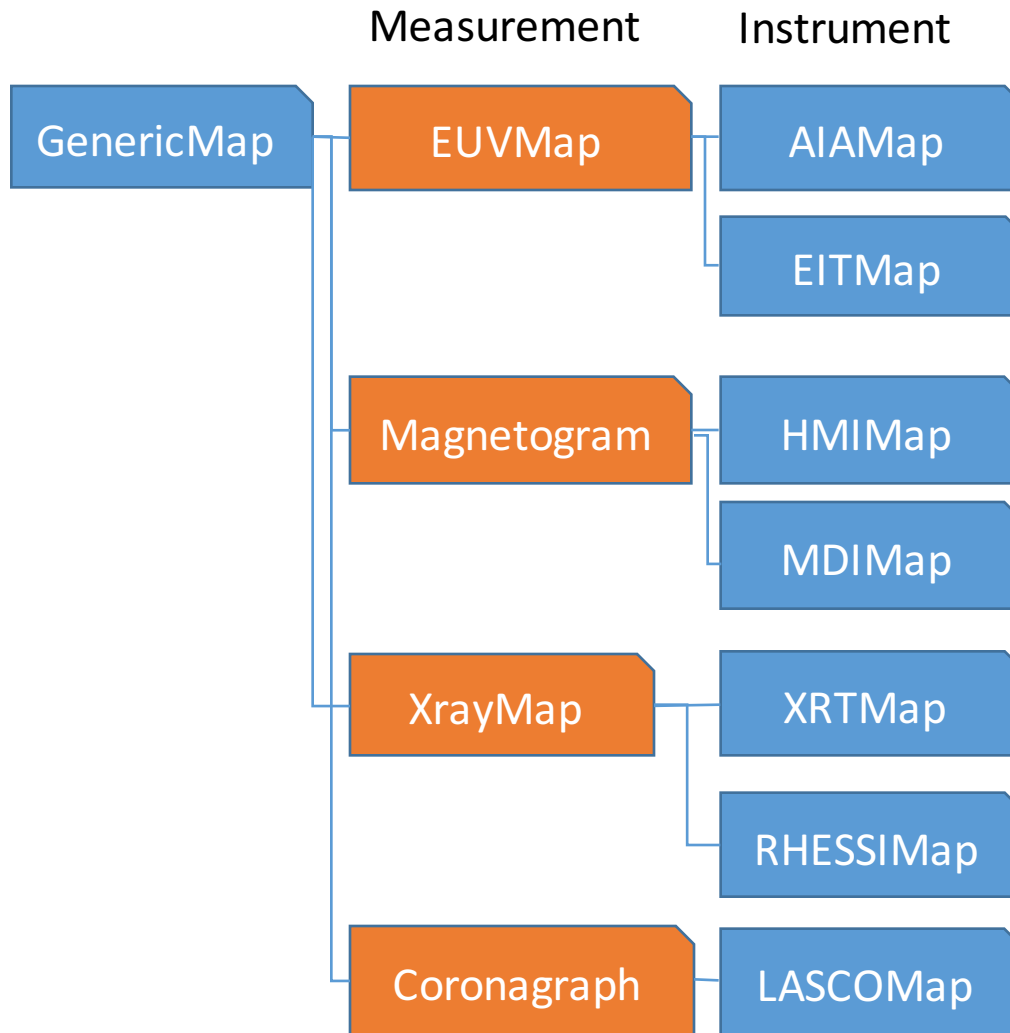 Measurement
Instrument
GenericMap
EUVMap
AIAMap
EITMap
Magnetogram
HMIMap
MDIMap
XrayMap
XRTMap
RHESSIMap
Coronagraph
LASCOMap